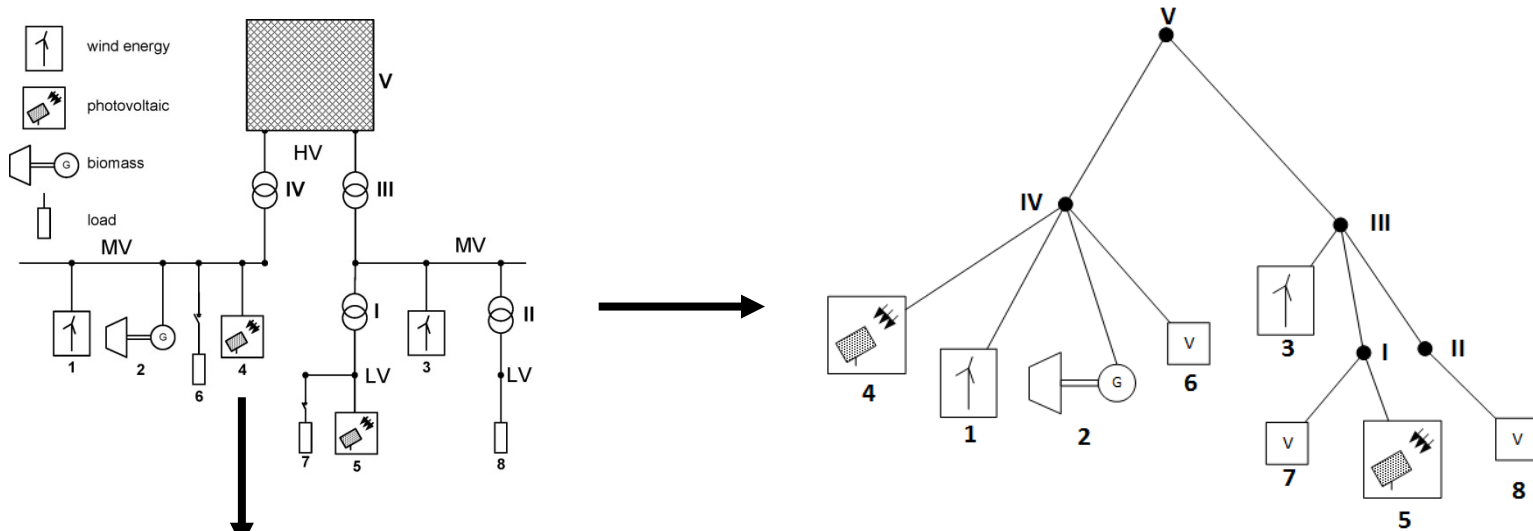 wind energy
photovoltaic
G
biomass
load
V
HV
IV
III
MV
MV
I
II
G
LV
LV
1
2
6
4
3
7
5
8
V
IV
III
3
I
II
4
1
G
2
V
6
V
7
5
V
8